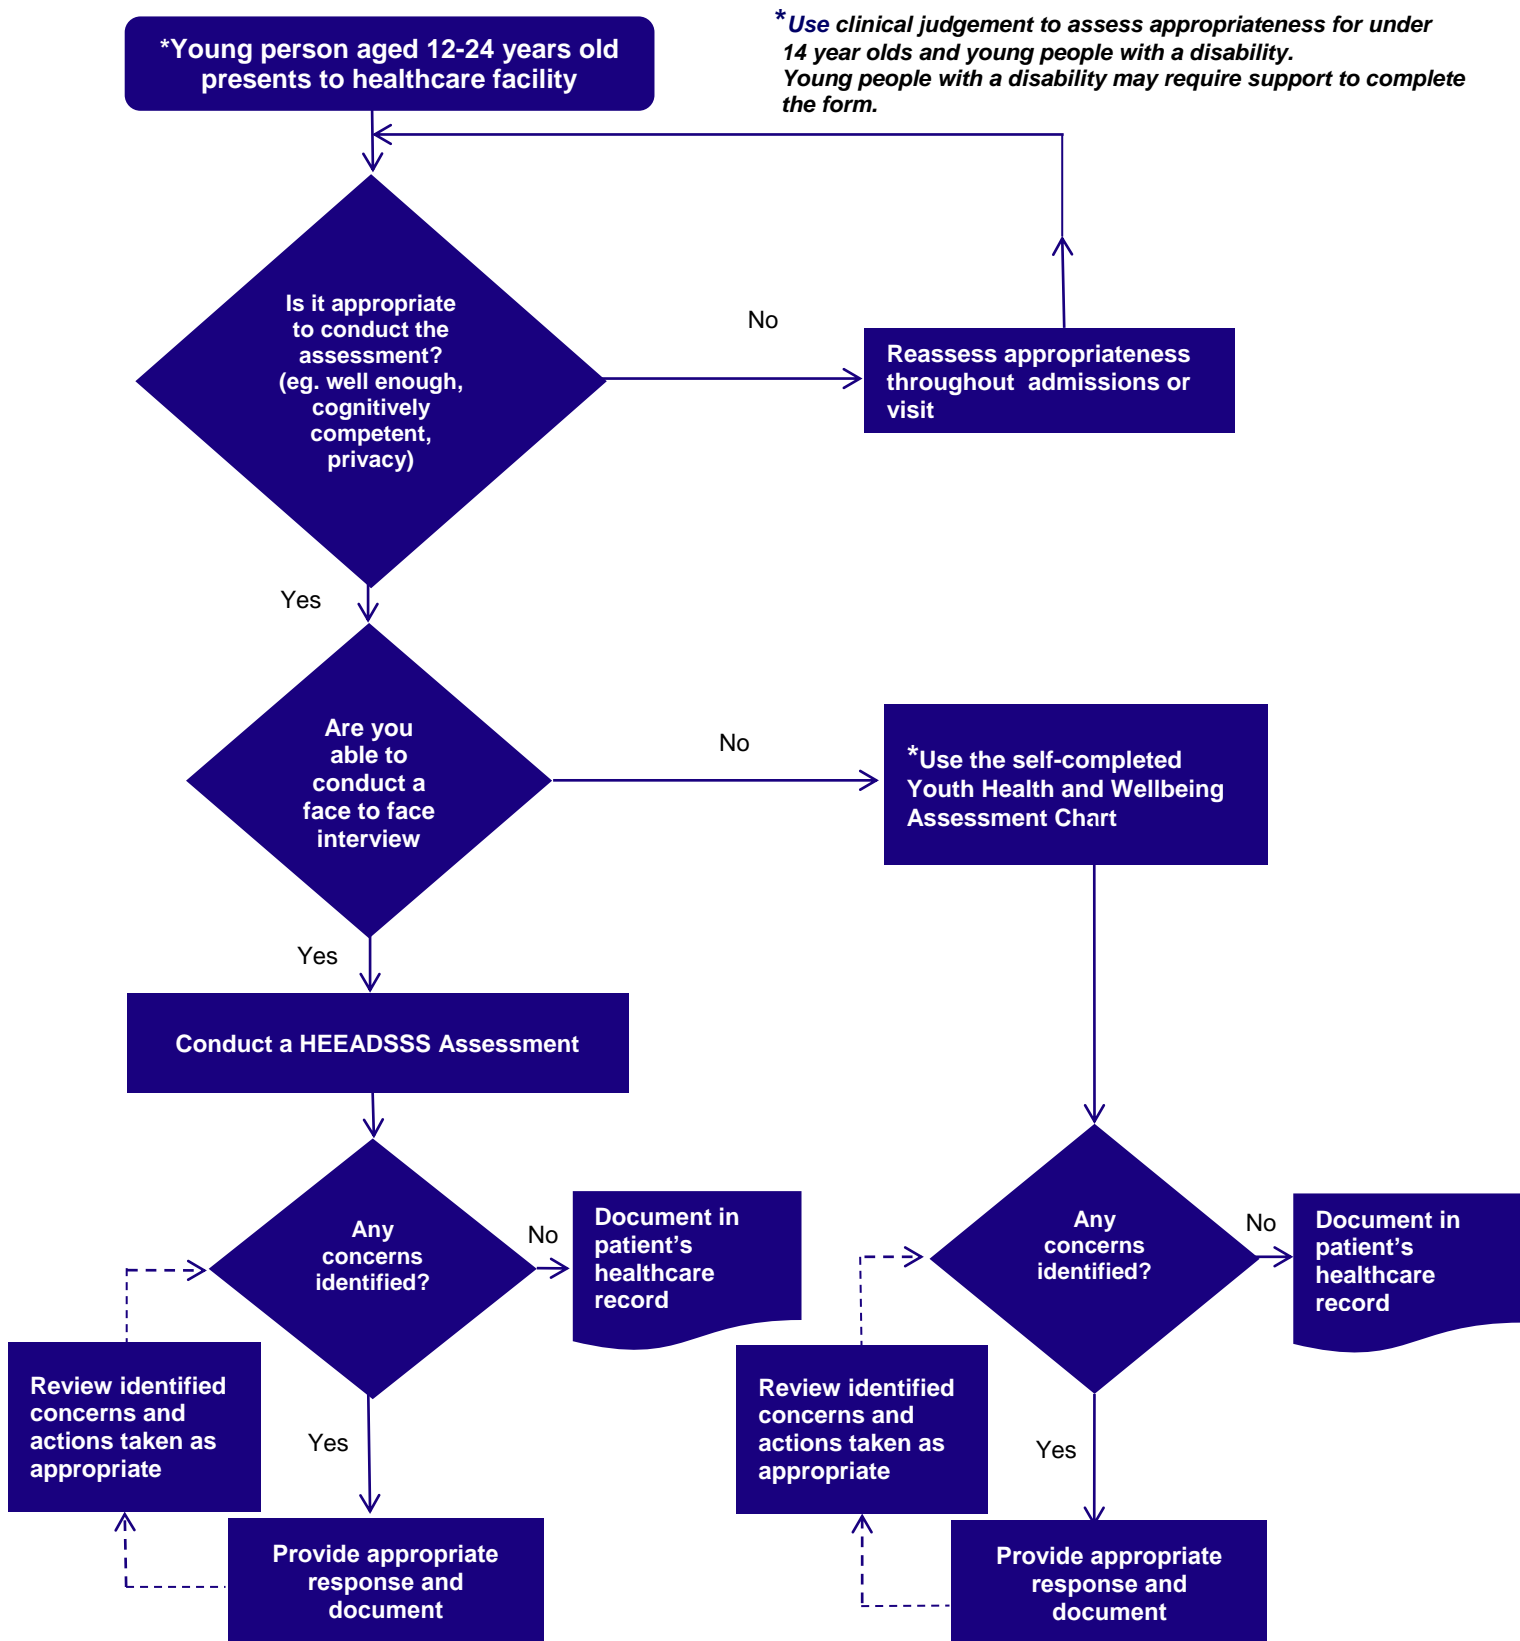 *Young person aged 12-24 years old
presents to healthcare facility
*Use clinical judgement to assess appropriateness for under
14 year olds and young people with a disability.
Young people with a disability may require support to complete
the form.
Is it appropriate
to conduct the
assessment?
(eg. well enough,
cognitively
competent,
privacy)
No
Reassess appropriateness
throughout admissions or
visit
Yes
Are you
able to
conduct a
face to face
interview
No
*Use the self-completed
Youth Health and Wellbeing
Assessment Chart
Yes
Conduct a HEEADSSS Assessment
Any
concerns
identified?
No
Document in
patient's
healthcare
record
Review identified
concerns and
actions taken as
appropriate
Yes
Provide appropriate
response and
document
Any
concerns
identified?
No
Document in
patient's
healthcare
record
Review identified
concerns and
actions taken as
appropriate
Yes
Provide appropriate
response and
document